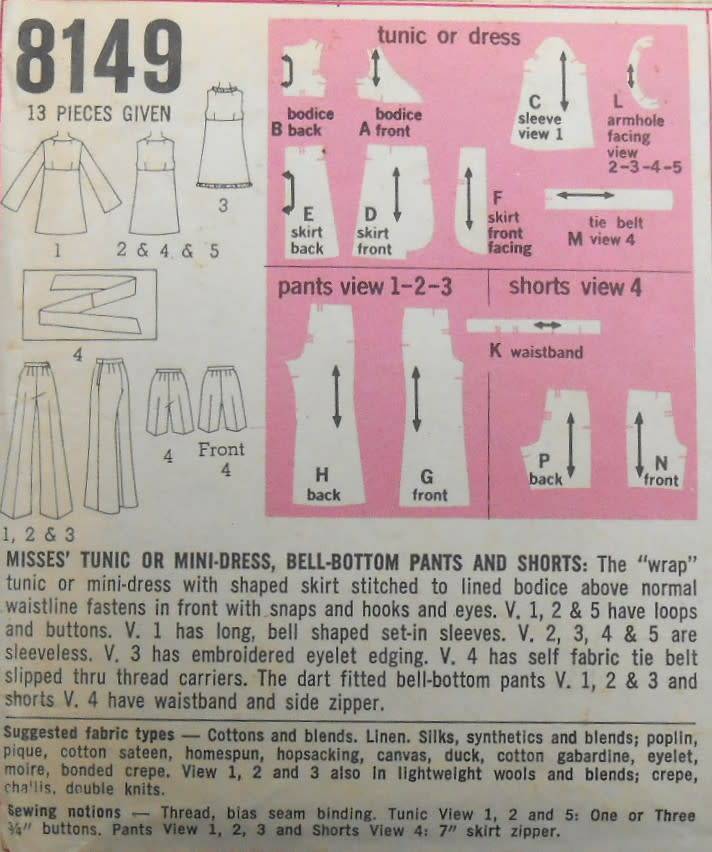 8149
13 PIECES GIVEN
1
2 & 4 & 5
3
4
4
Front
4
1, 2 & 3
tunic or dress
bodice
B back
bodice
A front
C
sleeve
view 1
L
armhole
facing
view
2-3-4-5
E
skirt
back
D
skirt
front
F
skirt
front
facing
tie belt
M view 4
pants view 1-2-3
shorts view 4
K waistband
H
back
G
front
P
back
N
front
MISSES' TUNIC OR MINI-DRESS, BELL-BOTTOM PANTS AND SHORTS: The "wrap"
tunic or mini-dress with shaped skirt stitched to lined bodice above normal
waistline fastens in front with snaps and hooks and eyes. V. 1, 2 & 5 have loops
and buttons. V. 1 has long, bell shaped set-in sleeves. V. 2, 3, 4 & 5 are
sleeveless. V. 3 has embroidered eyelet edging. V. 4 has self fabric tie belt
slipped thru thread carriers. The dart fitted bell-bottom pants V. 1, 2 & 3 and
shorts V. 4 have waistband and side zipper.
Suggested fabric types — Cottons and blends. Linen. Silks, synthetics and blends; poplin,
pique, cotton sateen, homespun, hopsacking, canvas, duck, cotton gabardine, eyelet,
moire, bonded crepe. View 1, 2 and 3 also in lightweight wools and blends; crepe,
challis, double knits.
Sewing notions — Thread, bias seam binding. Tunic View 1, 2 and 5: One or Three
¾" buttons. Pants View 1, 2, 3 and Shorts View 4: 7" skirt zipper.